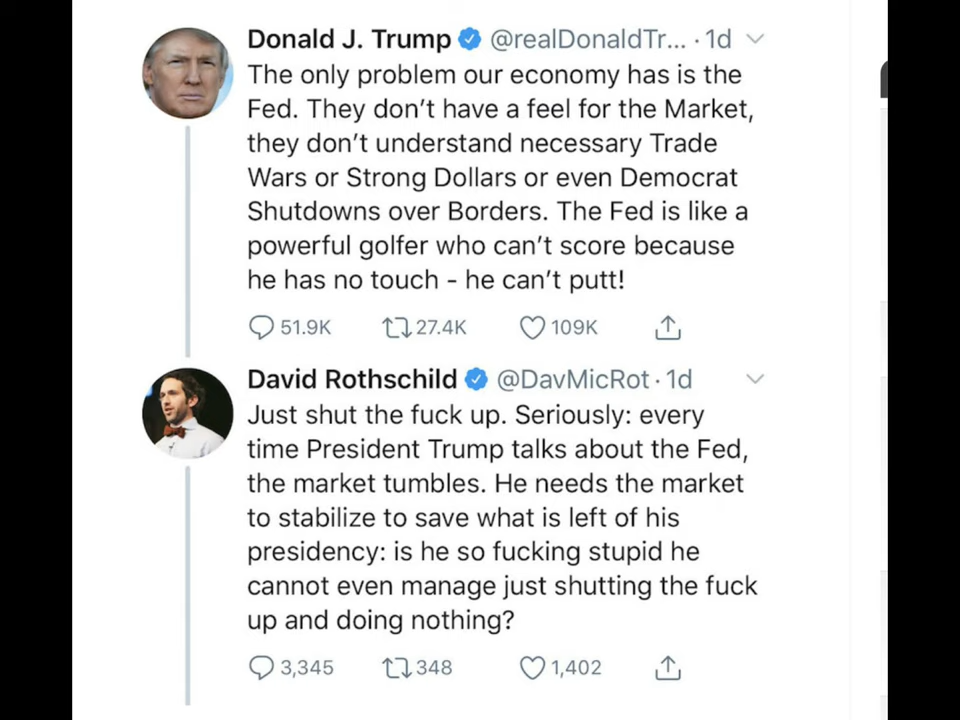 Donald J. Trump @realDonaldTr... · 1d
The only problem our economy has is the
Fed. They don’t have a feel for the Market,
they don’t understand necessary Trade
Wars or Strong Dollars or even Democrat
Shutdowns over Borders. The Fed is like a
powerful golfer who can’t score because
he has no touch - he can’t putt!
51.9K 27.4K 109K
David Rothschild @DavMicRot · 1d
Just shut the fuck up. Seriously: every
time President Trump talks about the Fed,
the market tumbles. He needs the market
to stabilize to save what is left of his
presidency: is he so fucking stupid he
cannot even manage just shutting the fuck
up and doing nothing?
3,345 348 1,402